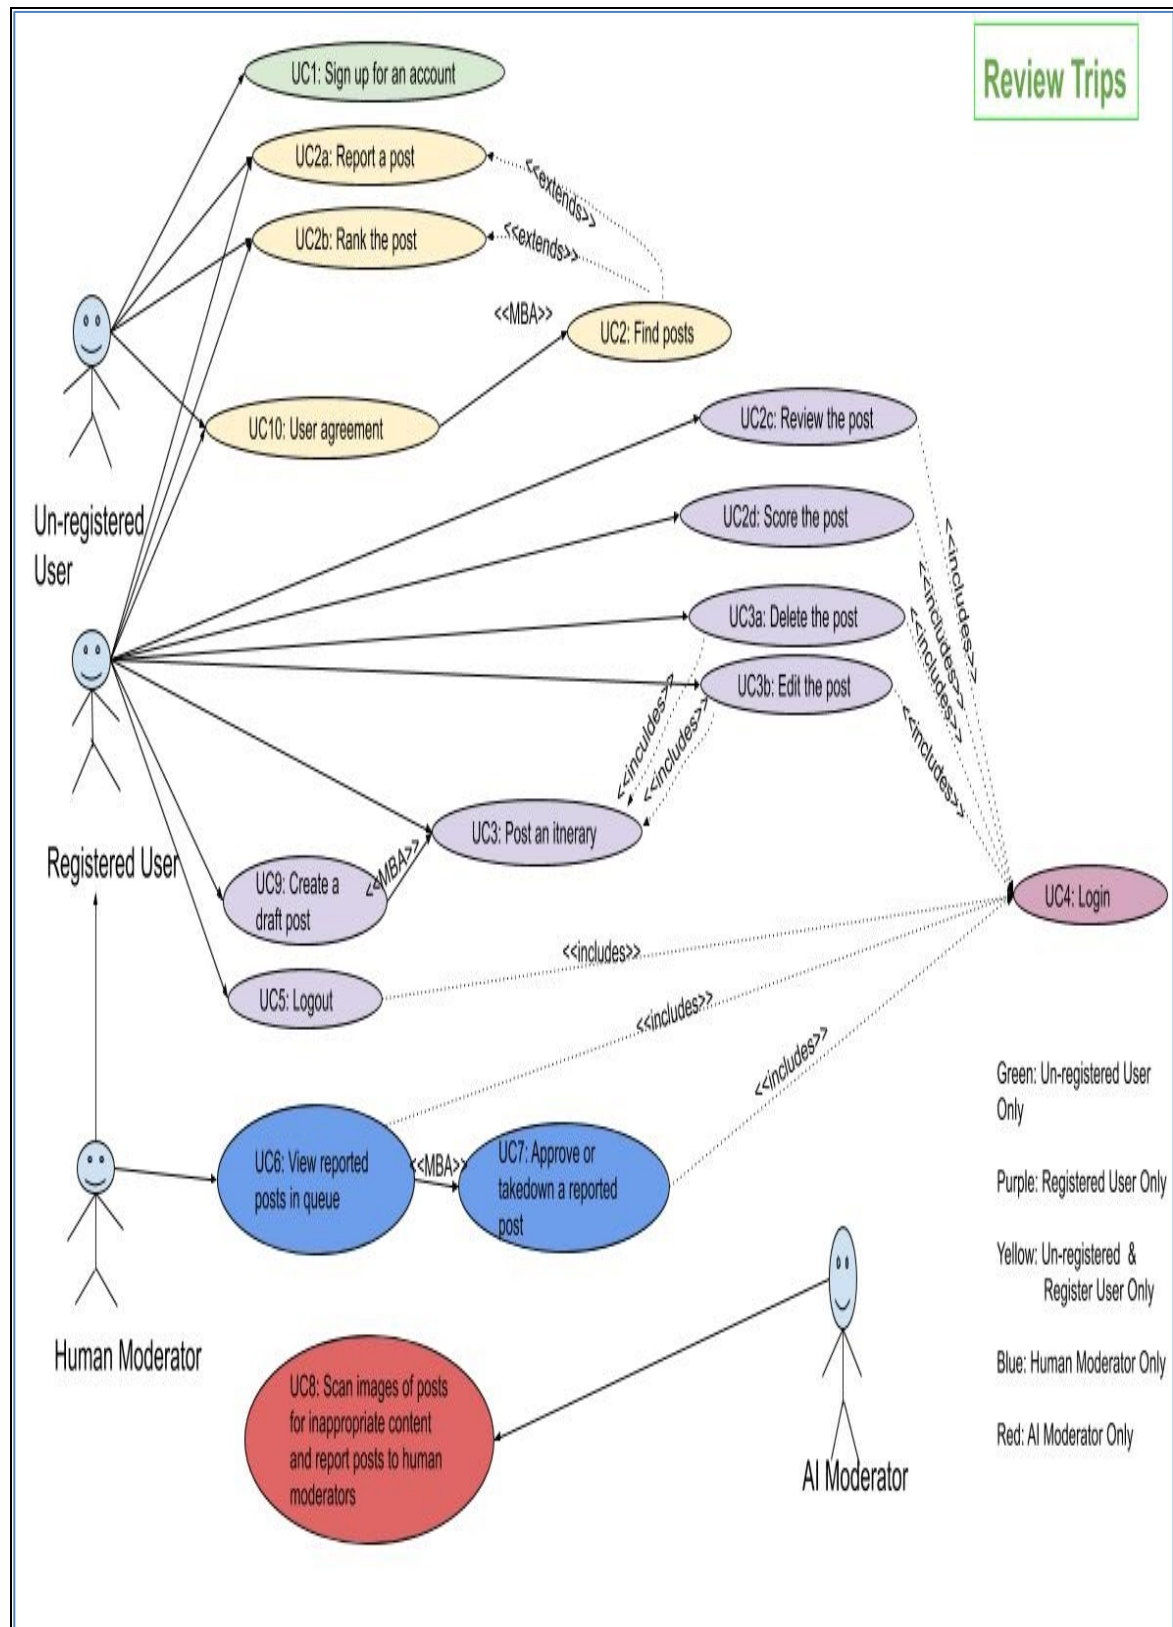 Review Trips
UC1: Sign up for an account
UC2a: Report a post
<<extends>>
UC2b: Rank the post
<<extends>>
<<MBA>>
UC2: Find posts
UC10: User agreement
UC2c: Review the post
Un-registered
User
UC2d: Score the post
<<includes>>
<<includes>>
<<includes>>
UC3a: Delete the post
UC3b: Edit the post
<<inculdes>>
<<includes>>
<<includes>>
UC3: Post an itnerary
Registered User
<<MBA>>
UC9: Create a
draft post
UC4: Login
<<includes>>
UC5: Logout
<<includes>>
<<includes>>
UC6: View reported
posts in queue
<<MBA>>
UC7: Approve or
takedown a reported
post
Human Moderator
UC8: Scan images of posts
for inappropriate content
and report posts to human
moderators
AI Moderator
Green: Un-registered User
Only
Purple: Registered User Only
Yellow: Un-registered &
Register User Only
Blue: Human Moderator Only
Red: AI Moderator Only